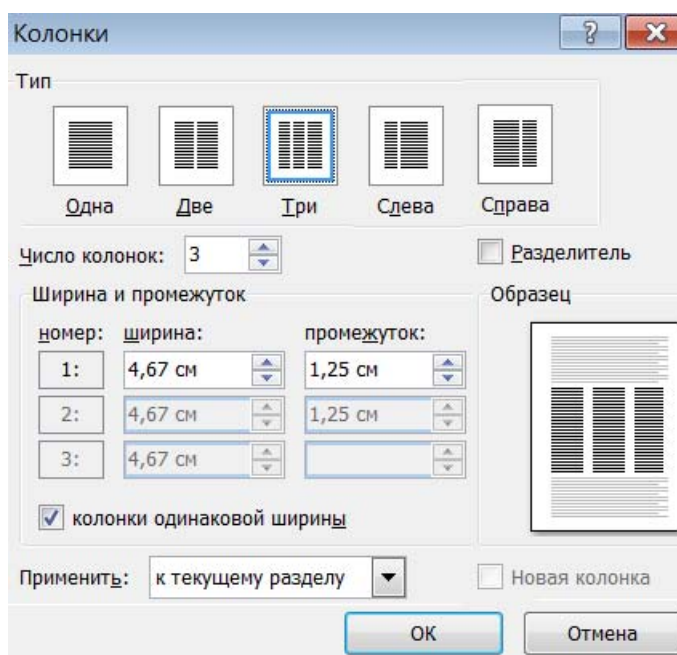 Колонки
Тип
Одна Две Три Слева Справа
Число колонок: 3 Разделитель
Ширина и промежуток Образец
номер: ширина: промежуток:
1: 4,67 см 1,25 см
2: 4,67 см 1,25 см
3: 4,67 см
колонки одинаковой ширины
Применить: к текущему разделу Новая колонка
ОК Отмена